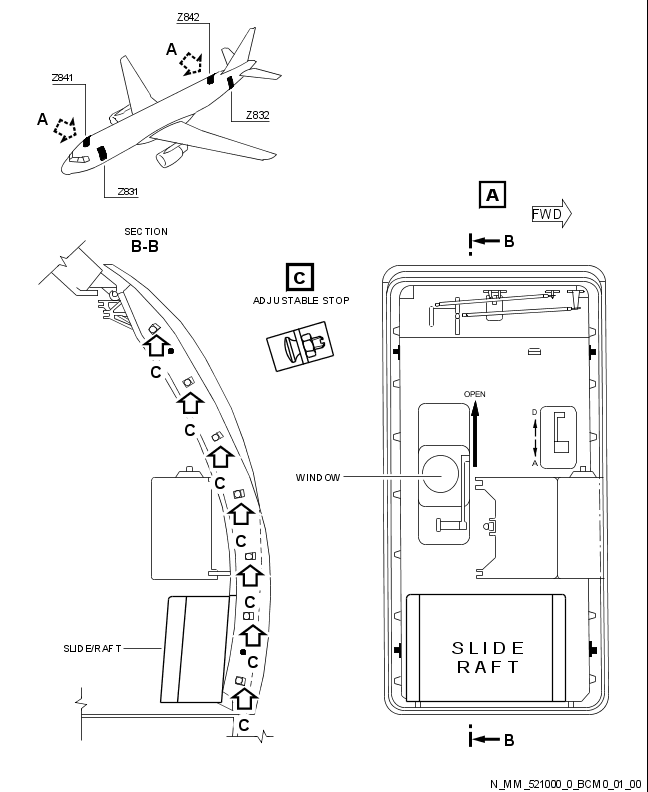 Z842
A
Z841
A
Z832
Z831
A
FWD
SECTION
B-B
B
C
ADJUSTABLE STOP
C
C
C
C
C
C
C
OPEN
D
A
WINDOW
SLIDE/RAFT
SLIDE
RAFT
B
N_MM_521000_0_BCM0_01_00